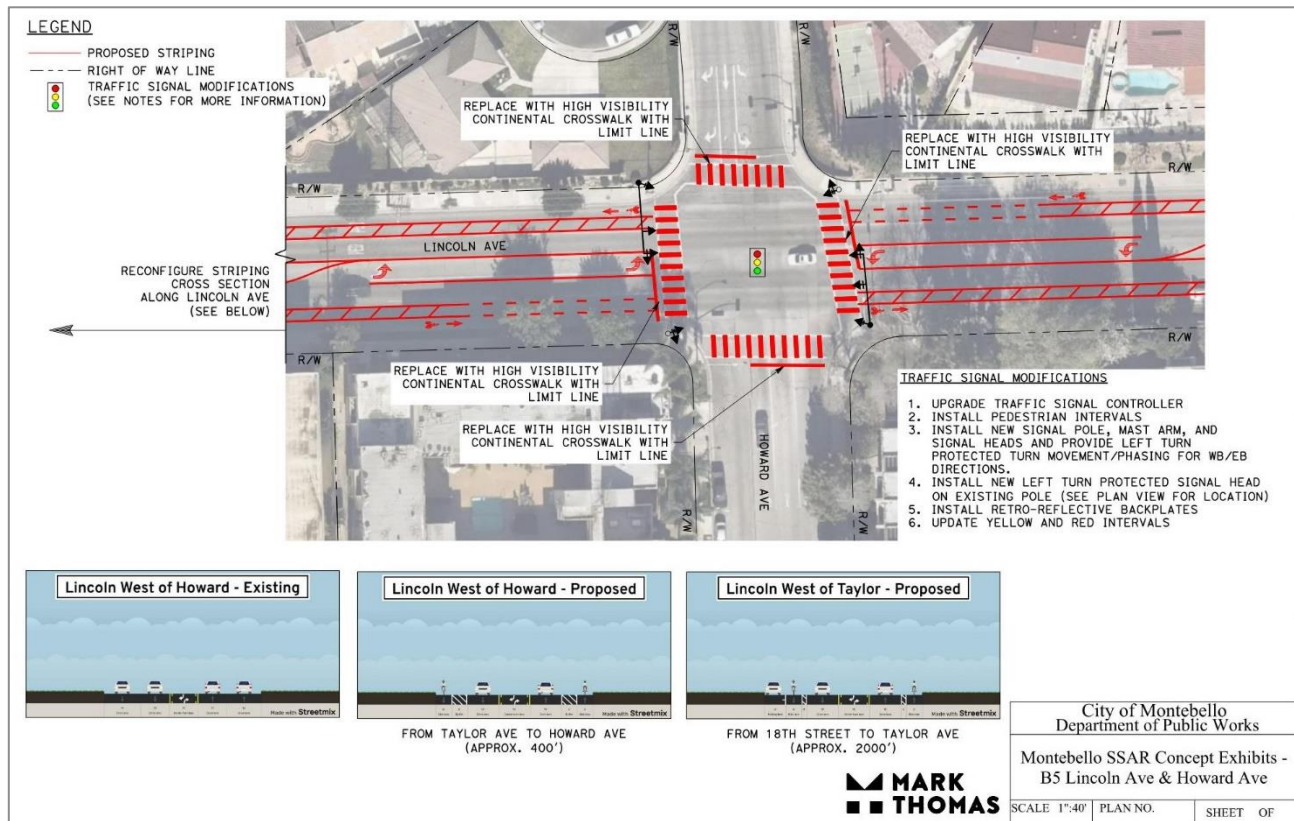 LEGEND
PROPOSED STRIPING
RIGHT OF WAY LINE
TRAFFIC SIGNAL MODIFICATIONS
(SEE NOTES FOR MORE INFORMATION)
R/W
R/W
REPLACE WITH HIGH VISIBILITY
CONTINENTAL CROSSWALK WITH
LIMIT LINE
REPLACE WITH HIGH VISIBILITY
CONTINENTAL CROSSWALK WITH
LIMIT LINE
R/W
R/W
LINCOLN AVE
RECONFIGURE STRIPING
CROSS SECTION
ALONG LINCOLN AVE
(SEE BELOW)
R/W
R/W
REPLACE WITH HIGH VISIBILITY
CONTINENTAL CROSSWALK WITH
LIMIT LINE
REPLACE WITH HIGH VISIBILITY
CONTINENTAL CROSSWALK WITH
LIMIT LINE
HOWARD AVE
R/W
R/W
TRAFFIC SIGNAL MODIFICATIONS
1. UPGRADE TRAFFIC SIGNAL CONTROLLER
2. INSTALL PEDESTRIAN INTERVALS
3. INSTALL NEW SIGNAL POLE, MAST ARM, AND
SIGNAL HEADS AND PROVIDE LEFT TURN
PROTECTED TURN MOVEMENT/PHASING FOR WB/EB
DIRECTIONS.
4. INSTALL NEW LEFT TURN PROTECTED SIGNAL HEAD
ON EXISTING POLE (SEE PLAN VIEW FOR LOCATION)
5. INSTALL RETRO-REFLECTIVE BACKPLATES
6. UPDATE YELLOW AND RED INTERVALS
Lincoln West of Howard - Existing
Made with Streetmix
Lincoln West of Howard - Proposed
Made with Streetmix
FROM TAYLOR AVE TO HOWARD AVE
(APPROX. 400')
Lincoln West of Taylor - Proposed
Made with Streetmix
FROM 18TH STREET TO TAYLOR AVE
(APPROX. 2000')
MARK
THOMAS
City of Montebello
Department of Public Works
Montebello SSAR Concept Exhibits -
B5 Lincoln Ave & Howard Ave
SCALE 1":40' PLAN NO. SHEET OF